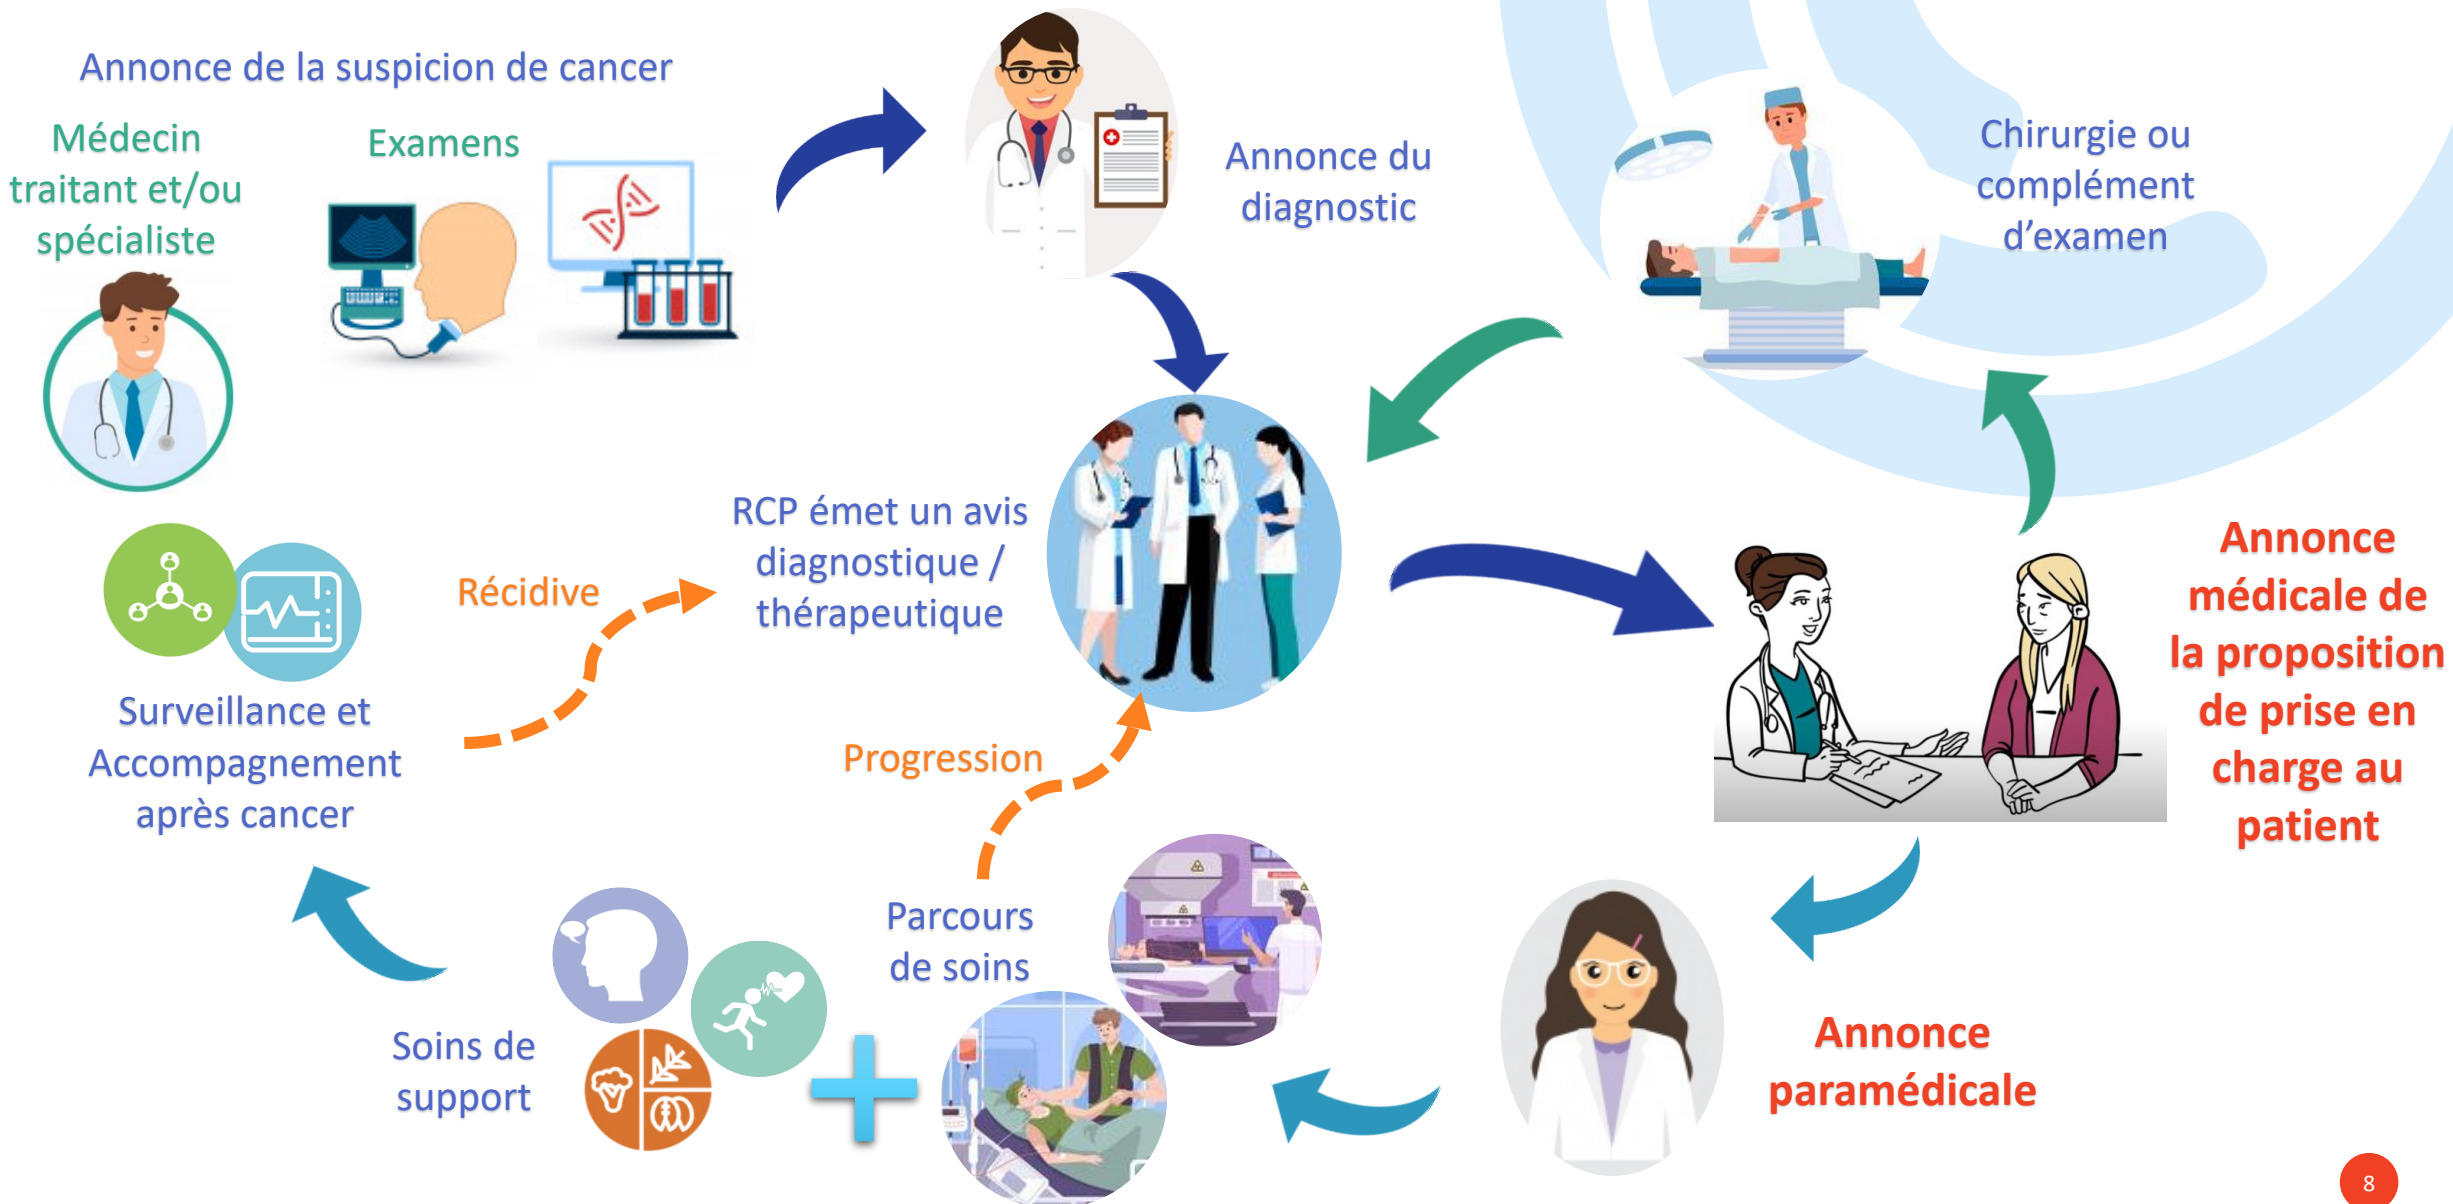 Annonce de la suspicion de cancer
Médecin
traitant et/ou
spécialiste
Examens
Annonce du
diagnostic
Chirurgie ou
complément
d’examen
RCP émet un avis
diagnostique /
thérapeutique
Récidive
Surveillance et
Accompagnement
après cancer
Progression
Annonce
médicale de
la proposition
de prise en
charge au
patient
Parcours
de soins
Soins de
support
Annonce
paramédicale
8